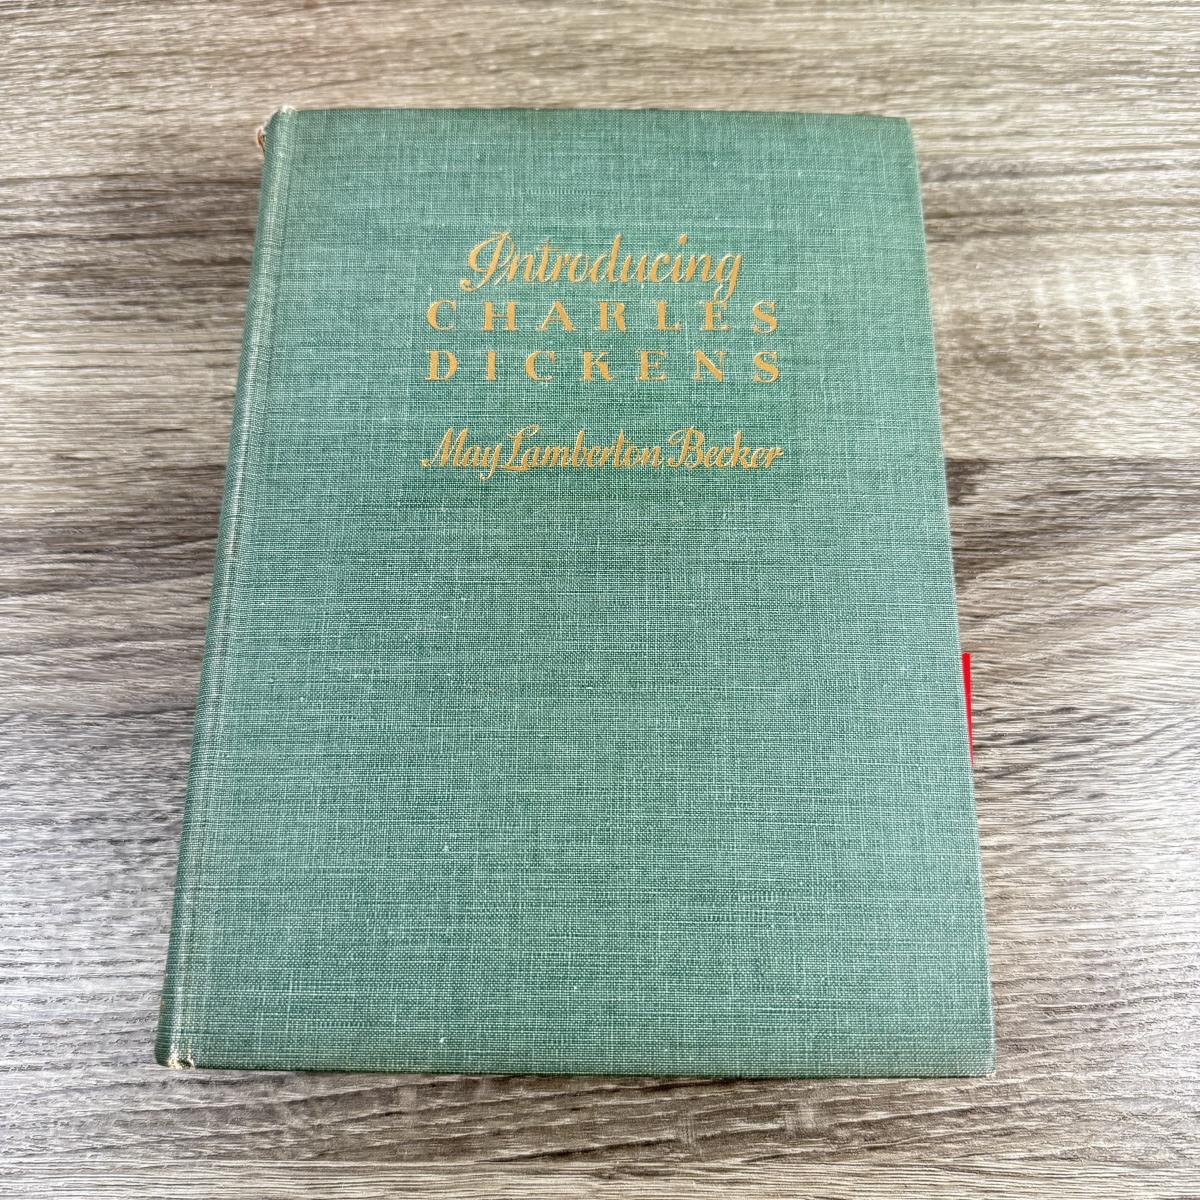 Introducing
CHARLES
DICKENS
May Lamberton Becker